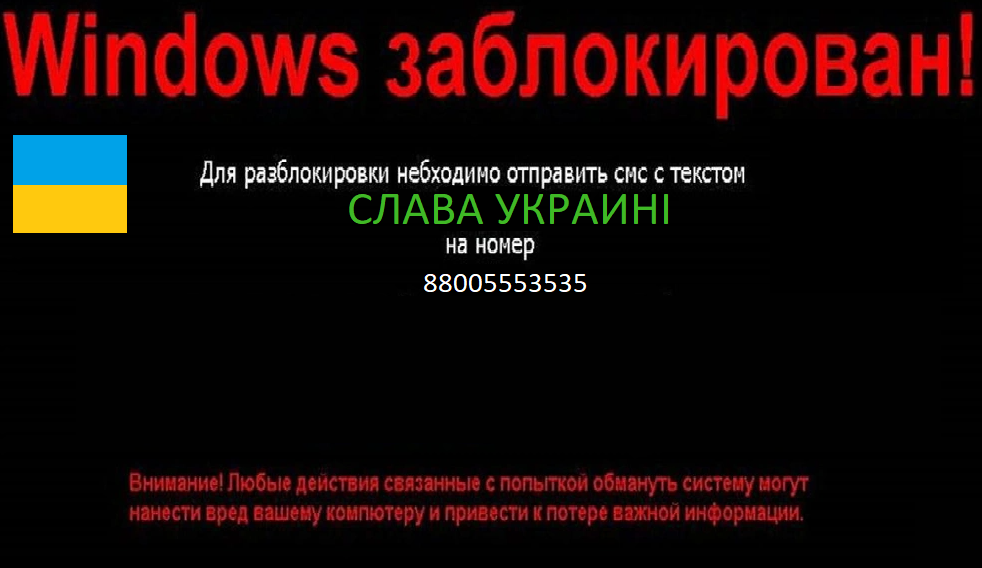 Windows заблокирован!
Для разблокировки небходимо отправить смс с текстом
СЛАВА УКРАИНІ
на номер
88005553535
Внимание! Любые действия связанные с попыткой обмануть систему могут
нанести вред вашему компютеру и привести к потере важной информации.